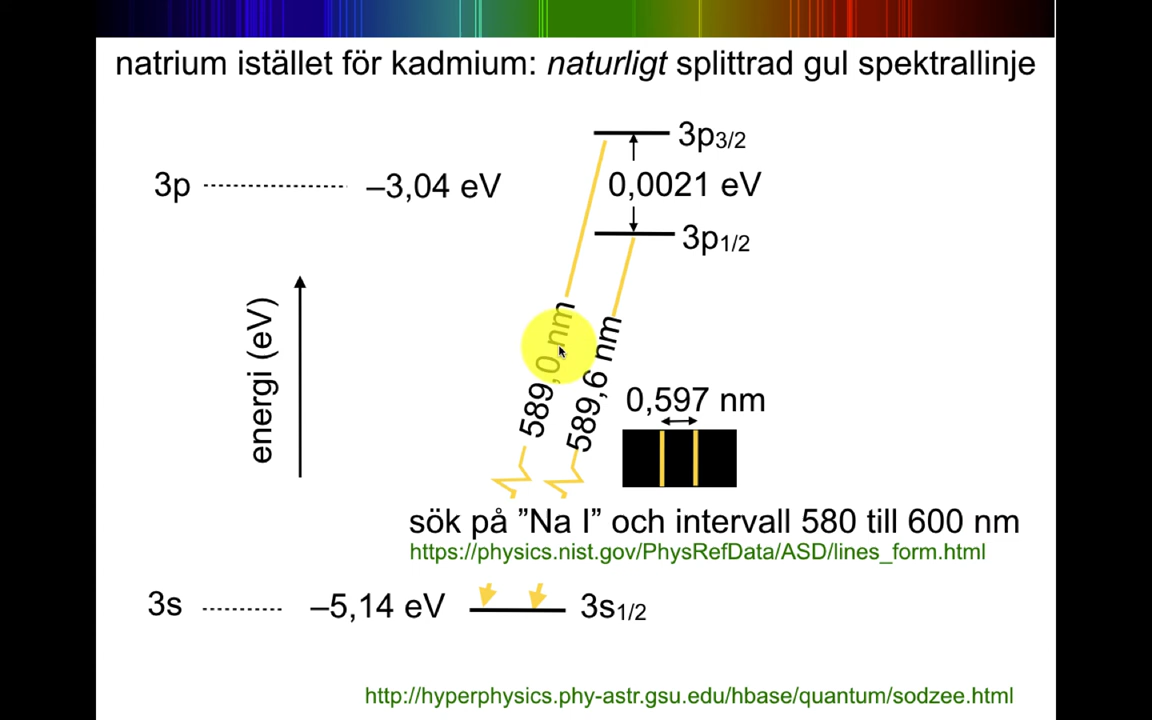 natrium istället för kadmium: naturligt splittrad gul spektrallinje
3p3/2
3p –3,04 eV
0,0021 eV
3p1/2
energi (eV)
589,0 nm
589,6 nm
0,597 nm
sök på ”Na I” och intervall 580 till 600 nm
https://physics.nist.gov/PhysRefData/ASD/lines_form.html
3s –5,14 eV 3s1/2
http://hyperphysics.phy-astr.gsu.edu/hbase/quantum/sodzee.html